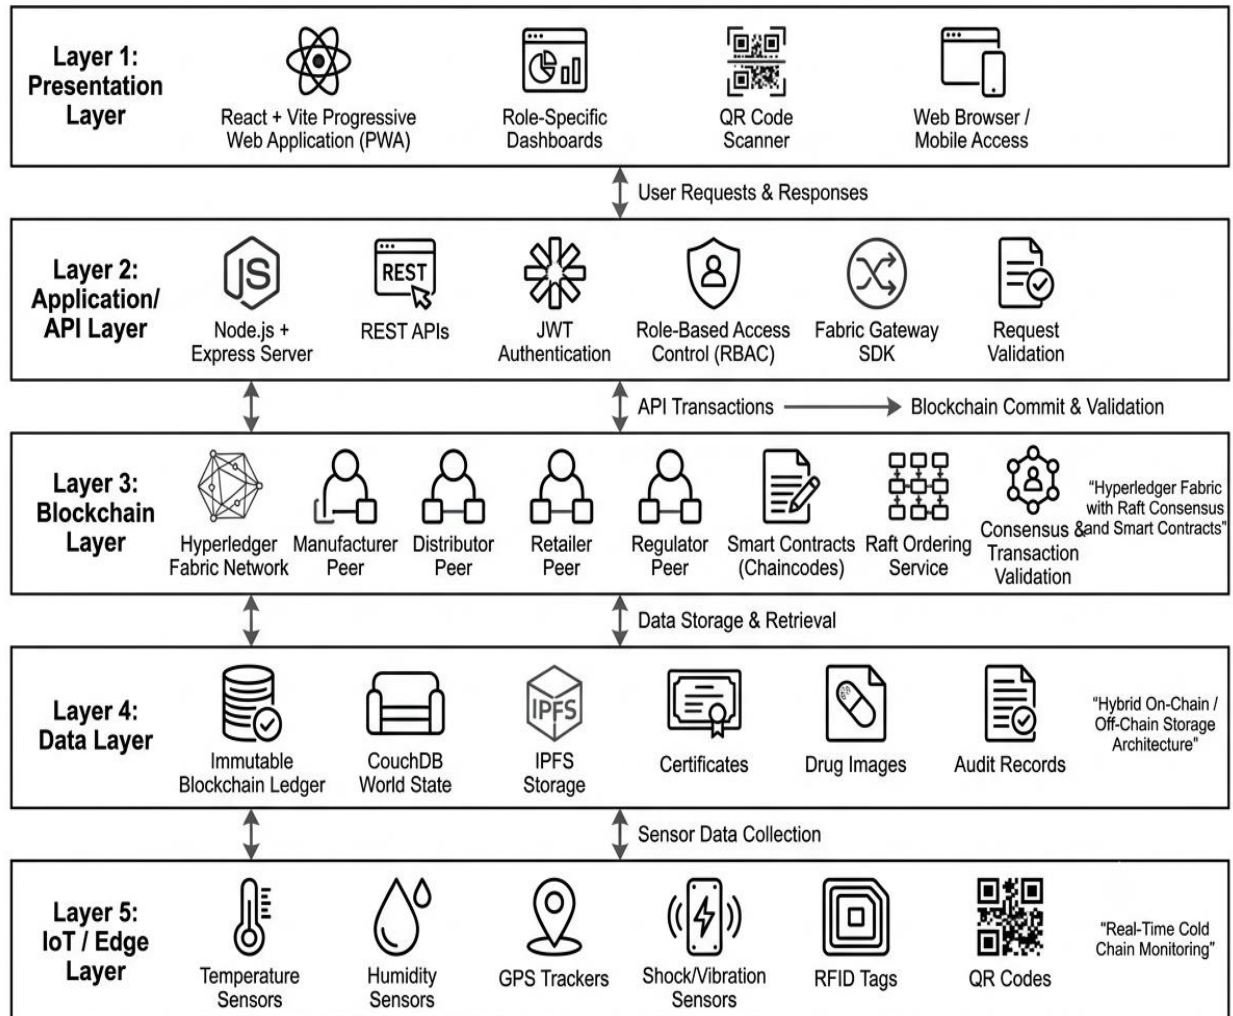 Layer 1:
Presentation
Layer
React + Vite Progressive
Web Application (PWA)
Role-Specific
Dashboards
QR Code
Scanner
Web Browser /
Mobile Access
User Requests & Responses
Layer 2:
Application/
API Layer
JS
Node.js +
Express Server
REST
REST APIs
JWT
Authentication
Role-Based Access
Control (RBAC)
Fabric Gateway
SDK
Request
Validation
API Transactions
Blockchain Commit & Validation
Layer 3:
Blockchain
Layer
Hyperledger
Fabric Network
Manufacturer
Peer
Distributor
Peer
Retailer
Peer
Regulator
Peer
Smart Contracts
(Chaincodes)
Raft Ordering
Service
Consensus &
Transaction
Validation
"Hyperledger Fabric
with Raft Consensus
and Smart Contracts"
Data Storage & Retrieval
Layer 4:
Data Layer
Immutable
Blockchain Ledger
CouchDB
World State
IPFS
IPFS
Storage
Certificates
Drug Images
Audit Records
"Hybrid On-Chain /
Off-Chain Storage
Architecture"
Sensor Data Collection
Layer 5:
IoT / Edge
Layer
Temperature
Sensors
Humidity
Sensors
GPS Trackers
Shock/Vibration
Sensors
RFID Tags
QR Codes
"Real-Time Cold
Chain Monitoring"